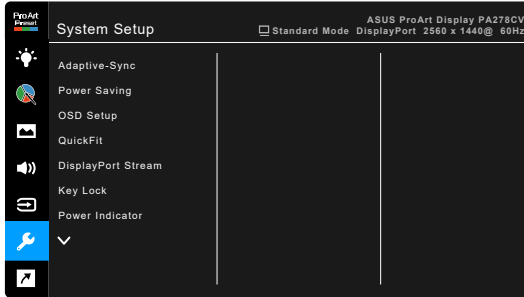 ProArt
Preset
System Setup
ASUS ProArt Display PA278CV
Standard Mode DisplayPort 2560 x 1440@ 60Hz
Adaptive-Sync
Power Saving
OSD Setup
QuickFit
DisplayPort Stream
Key Lock
Power Indicator